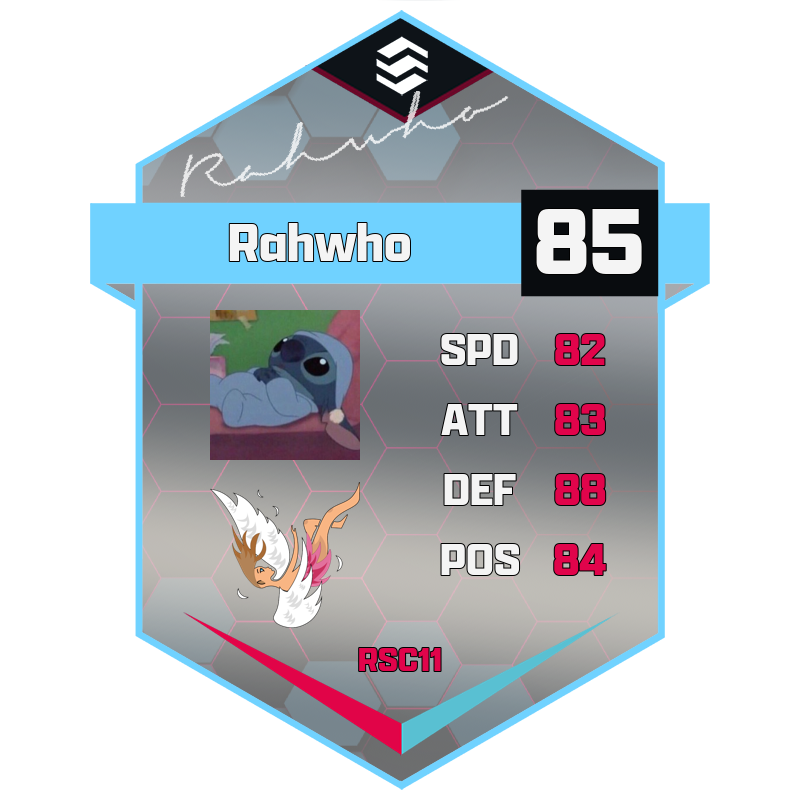 Rahwho
Rahwho 85
SPD 82
ATT 83
DEF 88
POS 84
RSC11